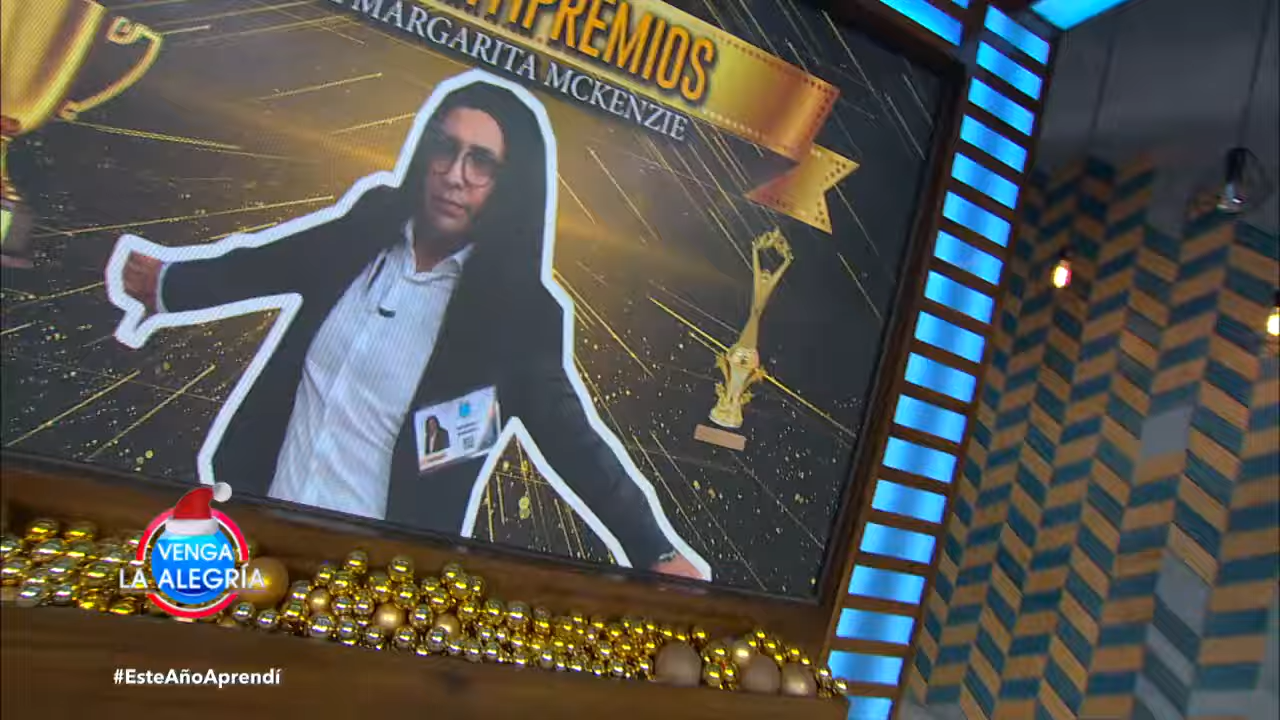 PREMIOS
MARGARITA MCKENZIE
VENGA
LA ALEGRÍA
#EsteAñoAprendí